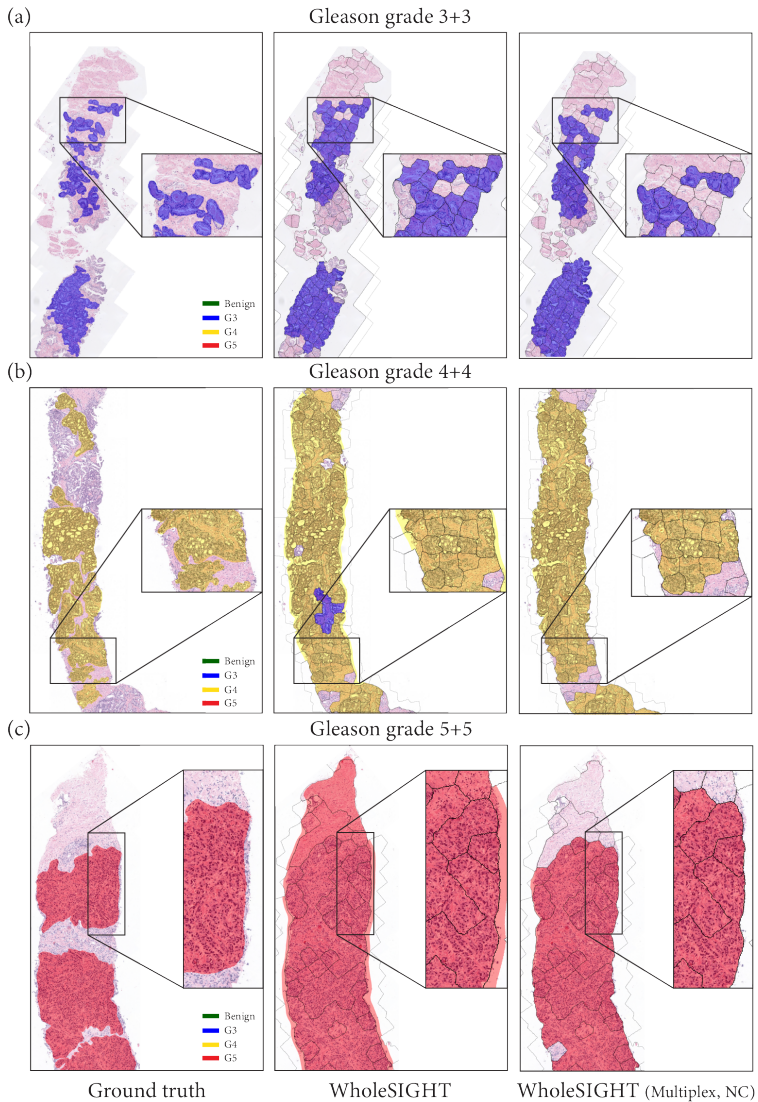 (a)
Gleason grade 3+3
Benign
G3
G4
G5
(b)
Gleason grade 4+4
Benign
G3
G4
G5
(c)
Gleason grade 5+5
Benign
G3
G4
G5
Ground truth
WholeSIGHT
WholeSIGHT (Multiplex, NC)